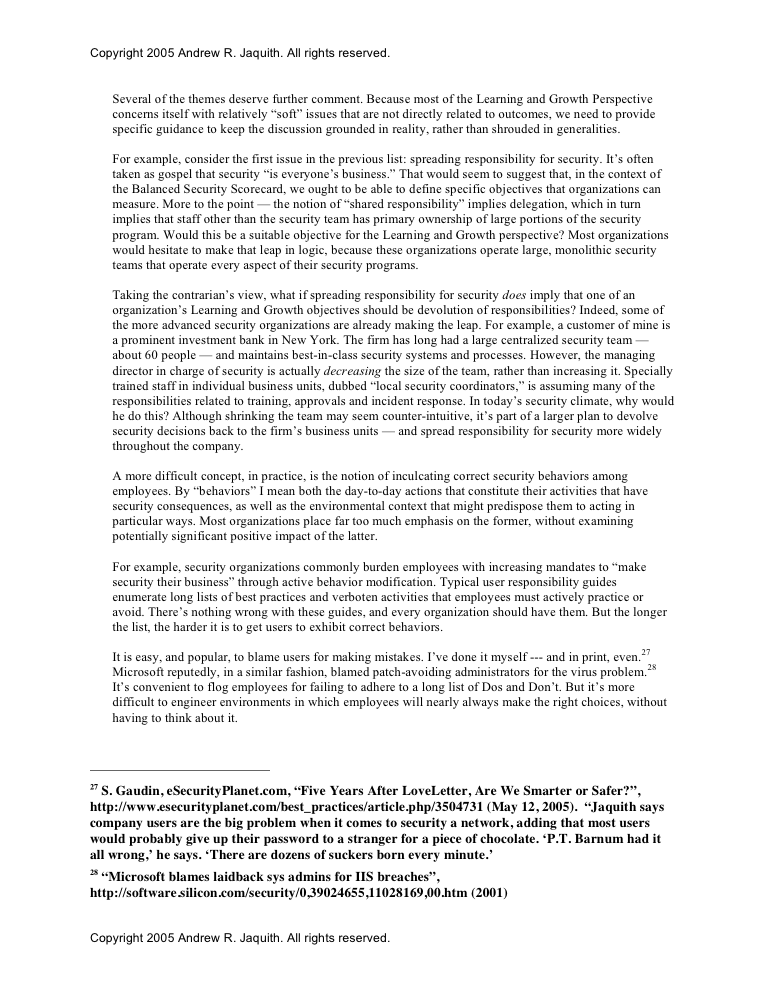 Copyright 2005 Andrew R. Jaquith. All rights reserved.
Several of the themes deserve further comment. Because most of the Learning and Growth Perspective
concerns itself with relatively “soft” issues that are not directly related to outcomes, we need to provide
specific guidance to keep the discussion grounded in reality, rather than shrouded in generalities.
For example, consider the first issue in the previous list: spreading responsibility for security. It’s often
taken as gospel that security “is everyone’s business.” That would seem to suggest that, in the context of
the Balanced Security Scorecard, we ought to be able to define specific objectives that organizations can
measure. More to the point — the notion of “shared responsibility” implies delegation, which in turn
implies that staff other than the security team has primary ownership of large portions of the security
program. Would this be a suitable objective for the Learning and Growth perspective? Most organizations
would hesitate to make that leap in logic, because these organizations operate large, monolithic security
teams that operate every aspect of their security programs.
Taking the contrarian’s view, what if spreading responsibility for security does imply that one of an
organization’s Learning and Growth objectives should be devolution of responsibilities? Indeed, some of
the more advanced security organizations are already making the leap. For example, a customer of mine is
a prominent investment bank in New York. The firm has long had a large centralized security team —
about 60 people — and maintains best-in-class security systems and processes. However, the managing
director in charge of security is actually decreasing the size of the team, rather than increasing it. Specially
trained staff in individual business units, dubbed “local security coordinators,” is assuming many of the
responsibilities related to training, approvals and incident response. In today’s security climate, why would
he do this? Although shrinking the team may seem counter-intuitive, it’s part of a larger plan to devolve
security decisions back to the firm’s business units — and spread responsibility for security more widely
throughout the company.
A more difficult concept, in practice, is the notion of inculcating correct security behaviors among
employees. By “behaviors” I mean both the day-to-day actions that constitute their activities that have
security consequences, as well as the environmental context that might predispose them to acting in
particular ways. Most organizations place far too much emphasis on the former, without examining
potentially significant positive impact of the latter.
For example, security organizations commonly burden employees with increasing mandates to “make
security their business” through active behavior modification. Typical user responsibility guides
enumerate long lists of best practices and verboten activities that employees must actively practice or
avoid. There’s nothing wrong with these guides, and every organization should have them. But the longer
the list, the harder it is to get users to exhibit correct behaviors.
It is easy, and popular, to blame users for making mistakes. I’ve done it myself --- and in print, even.27
Microsoft reputedly, in a similar fashion, blamed patch-avoiding administrators for the virus problem.28
It’s convenient to flog employees for failing to adhere to a long list of Dos and Don’t. But it’s more
difficult to engineer environments in which employees will nearly always make the right choices, without
having to think about it.
27 S. Gaudin, eSecurityPlanet.com, “Five Years After LoveLetter, Are We Smarter or Safer?”,
http://www.esecurityplanet.com/best_practices/article.php/3504731 (May 12, 2005). “Jaquith says
company users are the big problem when it comes to security a network, adding that most users
would probably give up their password to a stranger for a piece of chocolate. ‘P.T. Barnum had it
all wrong,’ he says. ‘There are dozens of suckers born every minute.’
28 “Microsoft blames laidback sys admins for IIS breaches”,
http://software.silicon.com/security/0,39024655,11028169,00.htm (2001)
Copyright 2005 Andrew R. Jaquith. All rights reserved.